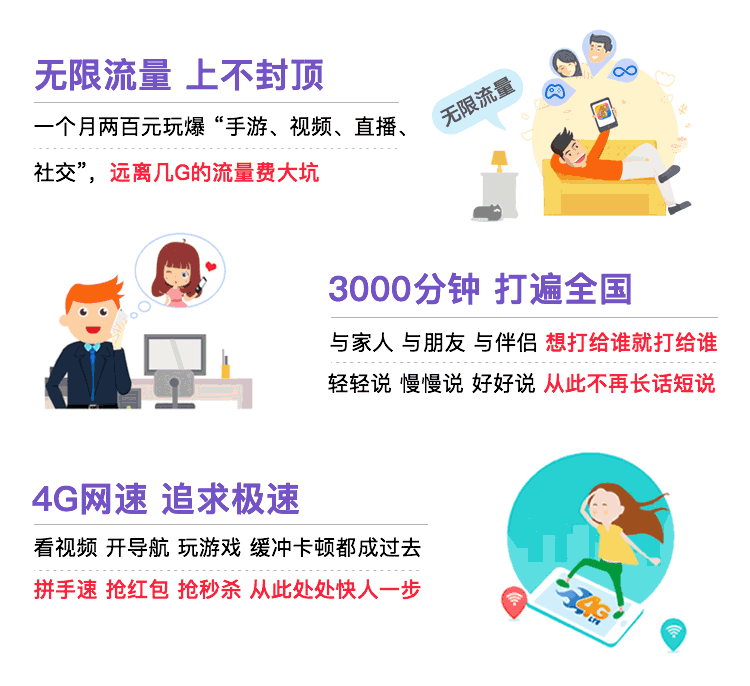 无限流量 上不封顶
一个月两百元玩爆 “手游、视频、直播、
社交”，远离几G的流量费大坑
无限流量
3000分钟 打遍全国
与家人 与朋友 与伴侣 想打给谁就打给谁
轻轻说 慢慢说 好好说 从此不再长话短说
4G网速 追求极速
看视频 开导航 玩游戏 缓冲卡顿都成过去
拼手速 抢红包 抢秒杀 从此处处快人一步
4G
LTE